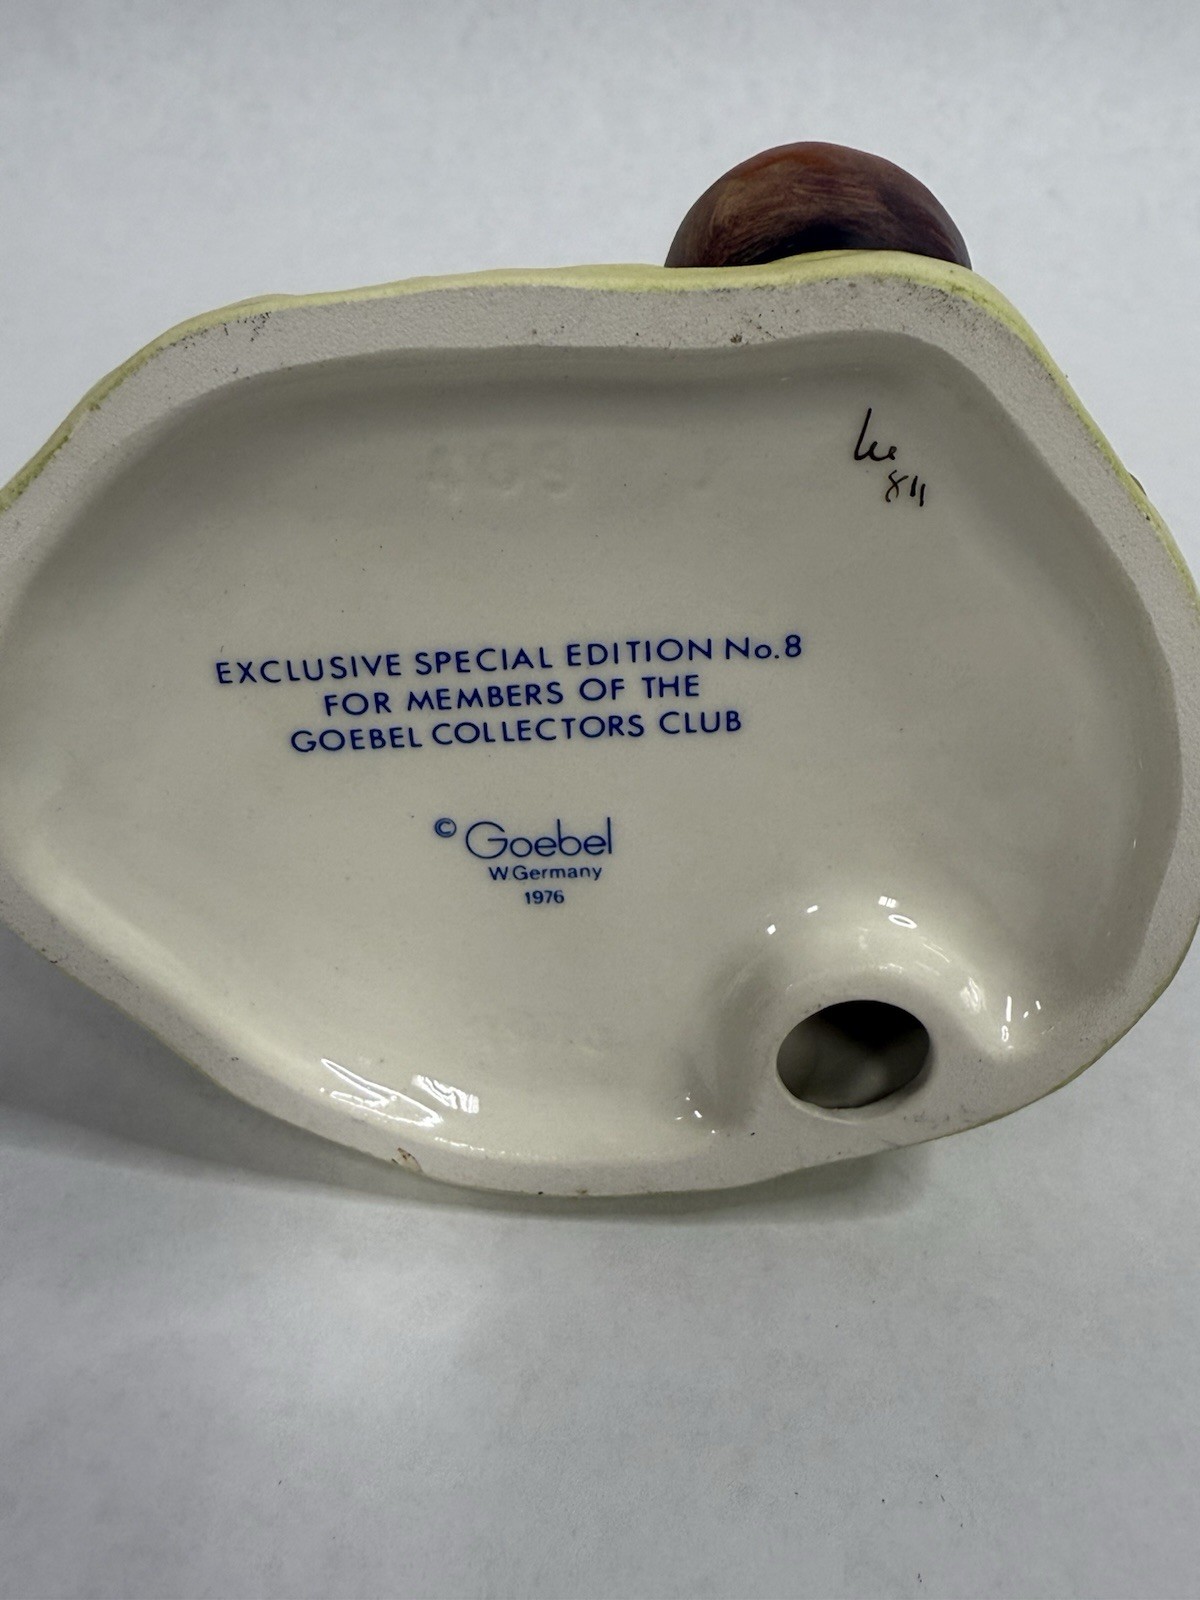 EXCLUSIVE SPECIAL EDITION No.8
FOR MEMBERS OF THE
GOEBEL COLLECTORS CLUB
© Goebel
W Germany
1976